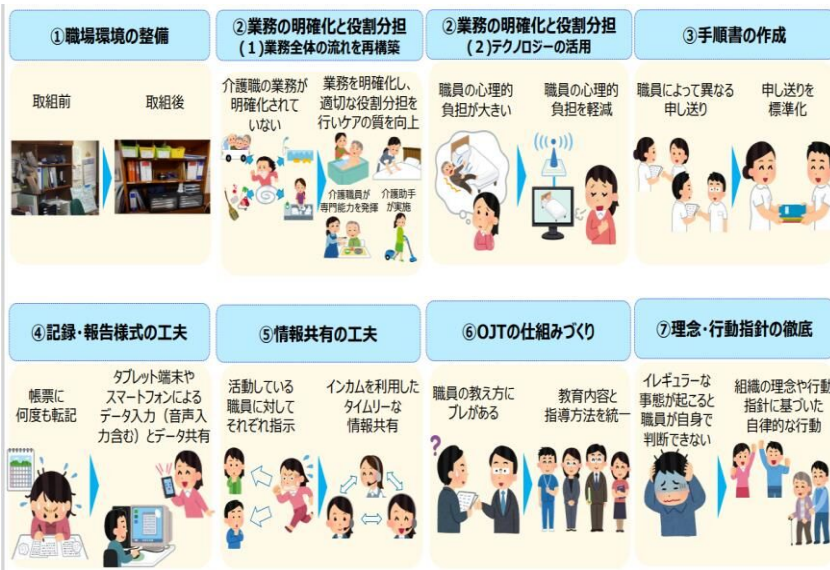 ①職場環境の整備
取組前
取組後
②業務の明確化と役割分担
(1)業務全体の流れを再構築
介護職の業務が
明確化されて
いない
業務を明確化し、
適切な役割分担を
行いケアの質を向上
介護職員が
専門能力を発揮
介護助手
が実施
②業務の明確化と役割分担
(2)テクノロジーの活用
職員の心理的
負担が大きい
職員の心理的
負担を軽減
③手順書の作成
職員によって異なる
申し送り
申し送りを
標準化
④記録・報告様式の工夫
帳票に
何度も転記
タブレット端末や
スマートフォンによる
データ入力(音声入
力含む)とデータ共有
⑤情報共有の工夫
活動している
職員に対して
それぞれ指示
インカムを利用した
タイムリーな
情報共有
⑥OJTの仕組みづくり
職員の教え方に
ブレがある
?
教育内容と
指導方法を統一
⑦理念・行動指針の徹底
イレギュラーな
事態が起こると
職員が自身で
判断できない
組織の理念や行動
指針に基づいた
自律的な行動